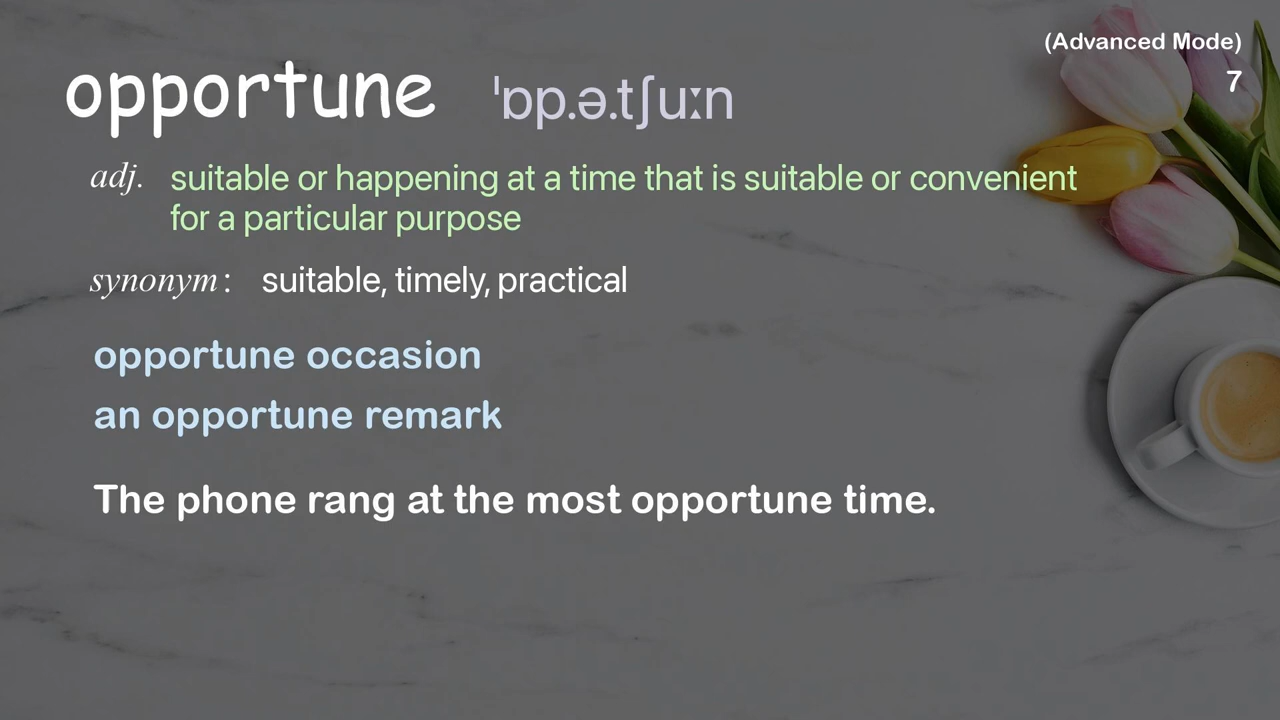 (Advanced Mode)
7
opportune ˈɒp.ə.tʃuːn
adj. suitable or happening at a time that is suitable or convenient
for a particular purpose
synonym: suitable, timely, practical
opportune occasion
an opportune remark
The phone rang at the most opportune time.